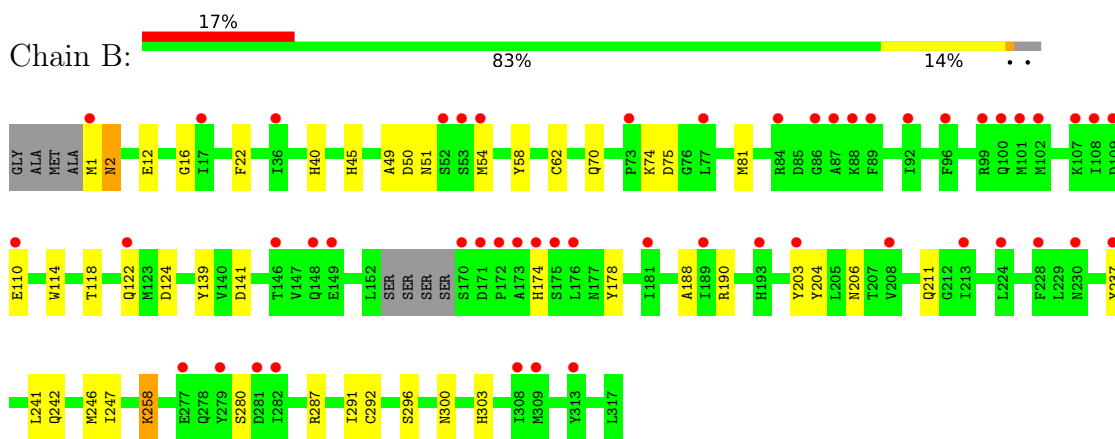 17%
Chain B:
83%
14%
GLY ALA MET ALA M1 N2 E12 G16 I17 F22 I36 H40 H45 A49 D50 N51 S52 S53 M54 Y58 C62 Q70 P73 K74 D75 G76 L77 M81 R84 D85 G86 A87 K88 F89 I92 F96 R99 Q100 M101 M102 K107 I108 D109
E110 W114 T118 Q122 M123 D124 Y139 V140 D141 T146 V147 Q148 E149 L152 SER SER SER SER S170 D171 P172 A173 H174 S175 L176 N177 Y178 I181 A188 I189 R190 H193 Y203 Y204 L205 N206 T207 V208 Q211 G212 I213 L224 F228 L229 N230
L241 Q242 M246 I247 K258 E277 Q278 Y279 S280 D281 I282 R287 I291 C292 S296 N300 H303 I308 M309 Y313 L317